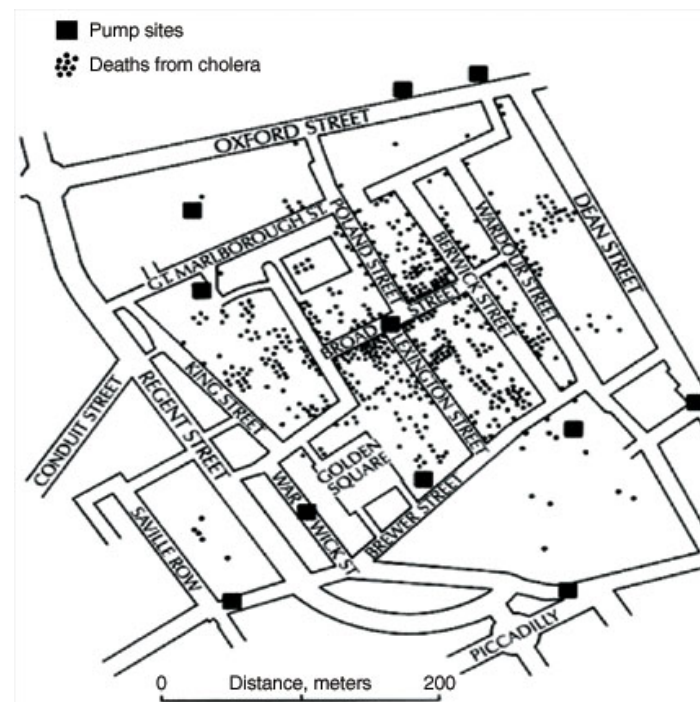 Pump sites
Deaths from cholera
OXFORD STREET
DEAN STREET
GT. MARLBOROUGH ST.
POLAND STREET
BERWICK STREET
WARDOUR STREET
BROAD STREET
KING STREET
LEXINGTON STREET
REGENT STREET
CONDUIT STREET
GOLDEN
SQUARE
WARWICK ST
BREWER STREET
SAVILLE ROW
PICCADILLY
0 Distance, meters 200